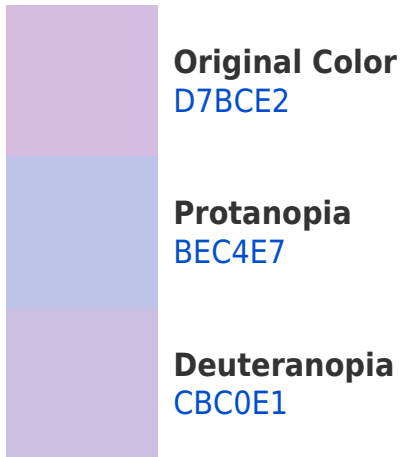 Original Color
D7BCE2
Protanopia
BEC4E7
Deuteranopia
CBC0E1